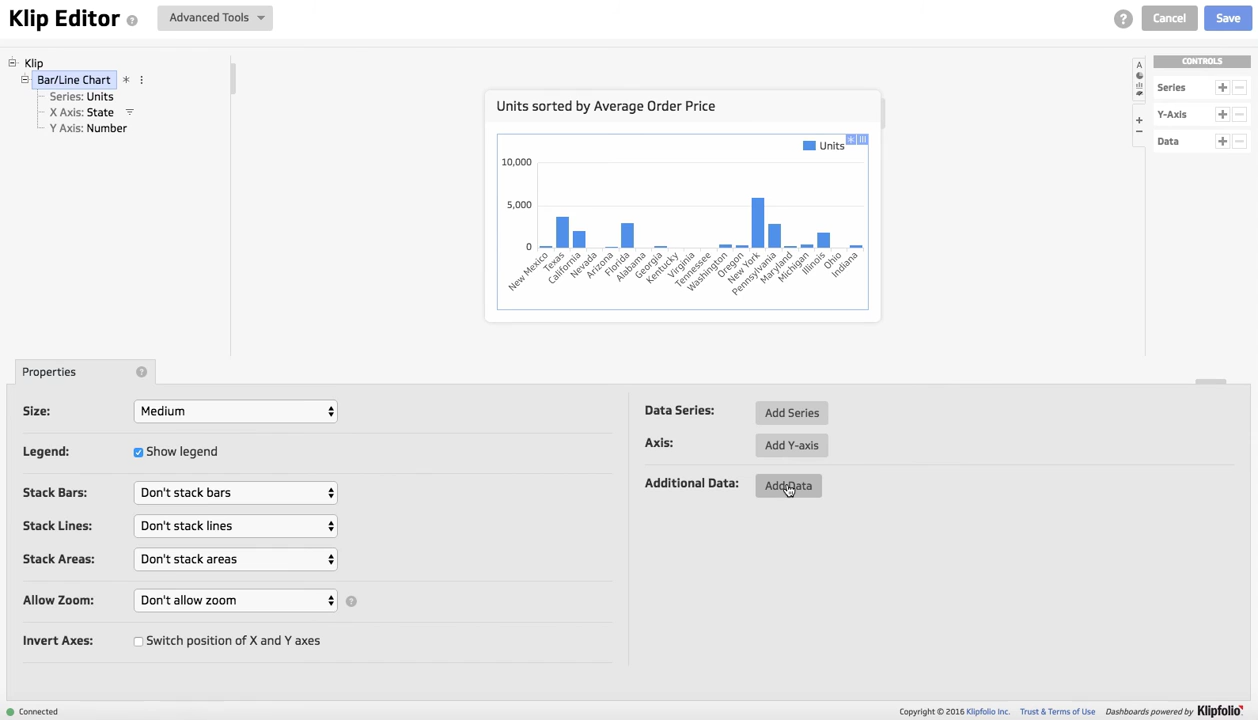 Klip Editor ?
Advanced Tools
?
Cancel
Save
Klip
Bar/Line Chart
Series: Units
X Axis: State
Y Axis: Number
Units sorted by Average Order Price
Units
10,000
5,000
0
New Mexico
Texas
California
Nevada
Arizona
Florida
Alabama
Georgia
Kentucky
Virginia
Tennessee
Washington
Oregon
New York
Pennsylvania
Maryland
Michigan
Illinois
Ohio
Indiana
A
CONTROLS
Series
Y-Axis
Data
Properties ?
Size: Medium
Legend: Show legend
Stack Bars: Don't stack bars
Stack Lines: Don't stack lines
Stack Areas: Don't stack areas
Allow Zoom: Don't allow zoom ?
Invert Axes: Switch position of X and Y axes
Data Series: Add Series
Axis: Add Y-axis
Additional Data: Add Data
Connected
Copyright © 2016 Klipfolio Inc. Trust & Terms of Use Dashboards powered by Klipfolio